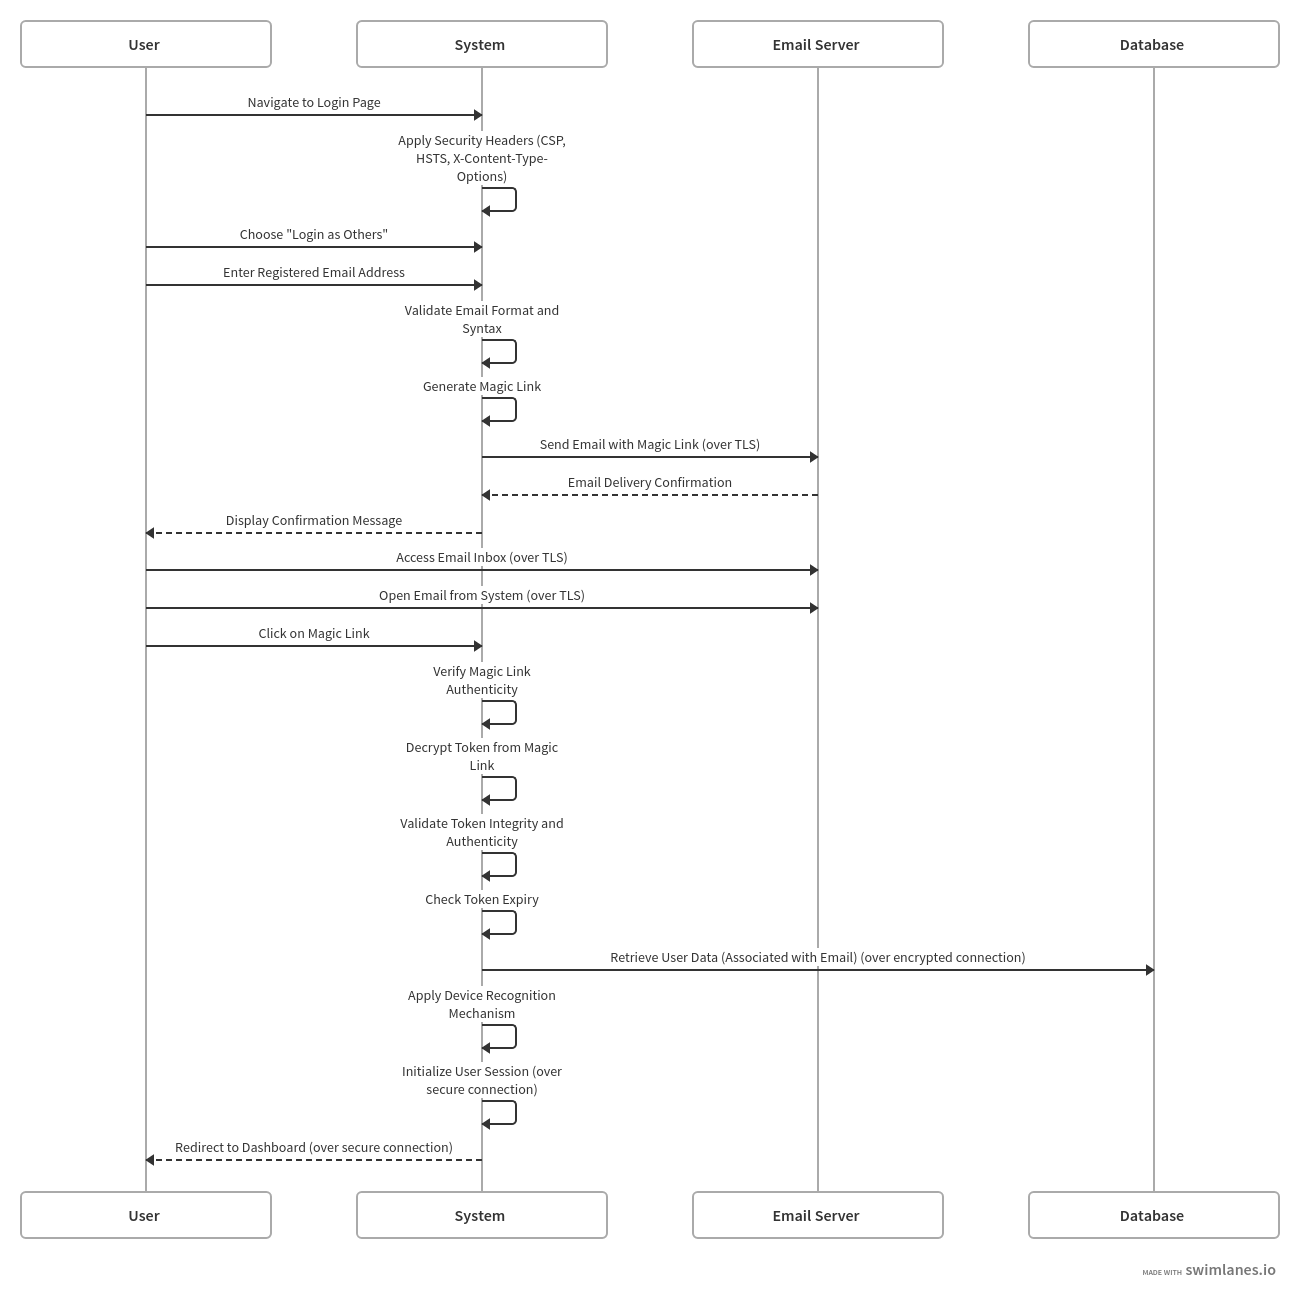 User
System
Email Server
Database
Navigate to Login Page
Apply Security Headers (CSP,
HSTS, X-Content-Type-
Options)
Choose "Login as Others"
Enter Registered Email Address
Validate Email Format and
Syntax
Generate Magic Link
Send Email with Magic Link (over TLS)
Email Delivery Confirmation
Display Confirmation Message
Access Email Inbox (over TLS)
Open Email from System (over TLS)
Click on Magic Link
Verify Magic Link
Authenticity
Decrypt Token from Magic
Link
Validate Token Integrity and
Authenticity
Check Token Expiry
Retrieve User Data (Associated with Email) (over encrypted connection)
Apply Device Recognition
Mechanism
Initialize User Session (over
secure connection)
Redirect to Dashboard (over secure connection)
User
System
Email Server
Database
MADE WITH swimlanes.io